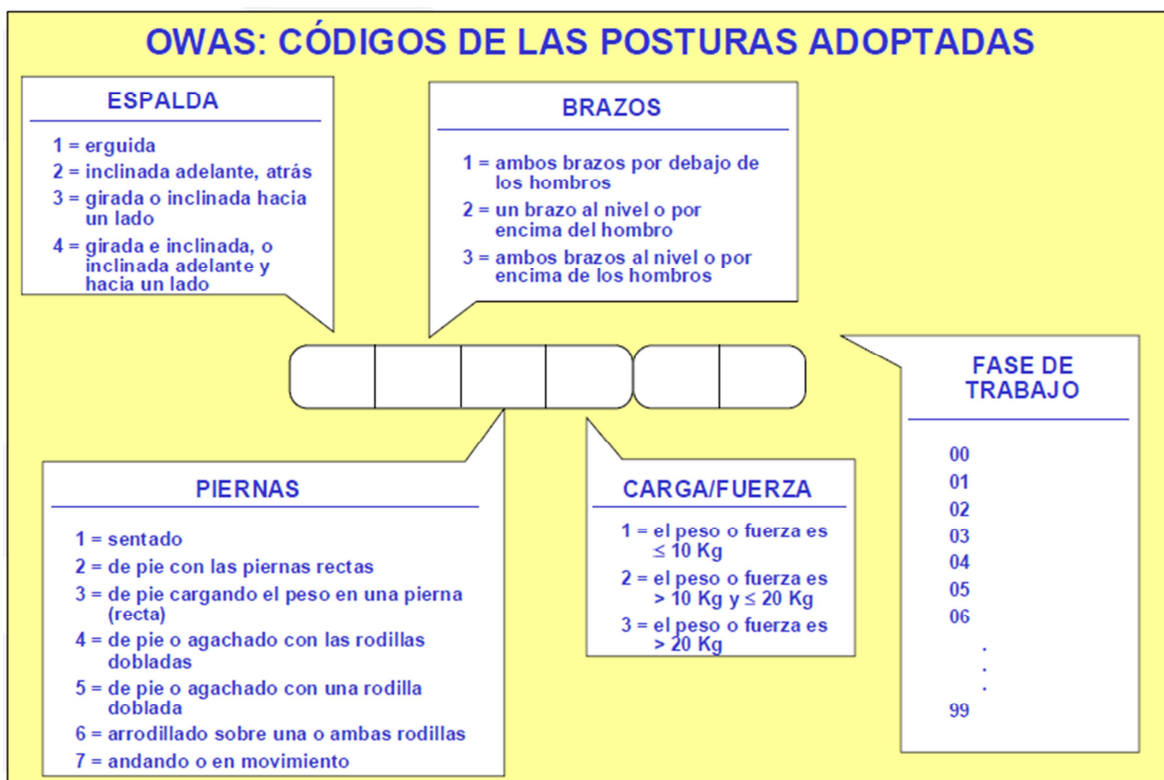 OWAS: CÓDIGOS DE LAS POSTURAS ADOPTADAS
ESPALDA
1 = erguida
2 = inclinada adelante, atrás
3 = girada o inclinada hacia
un lado
4 = girada e inclinada, o
inclinada adelante y
hacia un lado
BRAZOS
1 = ambos brazos por debajo de
los hombros
2 = un brazo al nivel o por
encima del hombro
3 = ambos brazos al nivel o por
encima de los hombros
FASE DE
TRABAJO
00
01
02
03
04
05
06
.
.
.
99
PIERNAS
1 = sentado
2 = de pie con las piernas rectas
3 = de pie cargando el peso en una pierna
(recta)
4 = de pie o agachado con las rodillas
dobladas
5 = de pie o agachado con una rodilla
doblada
6 = arrodillado sobre una o ambas rodillas
7 = andando o en movimiento
CARGA/FUERZA
1 = el peso o fuerza es
≤ 10 Kg
2 = el peso o fuerza es
> 10 Kg y ≤ 20 Kg
3 = el peso o fuerza es
> 20 Kg